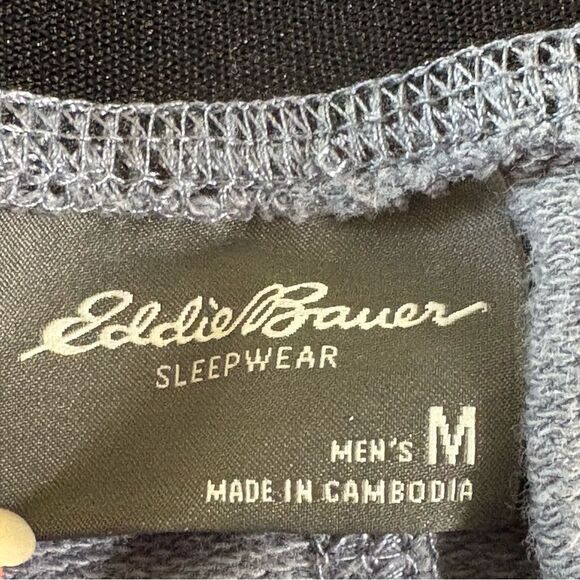 Eddie Bauer
SLEEPWEAR
MEN'S M
MADE IN CAMBODIA